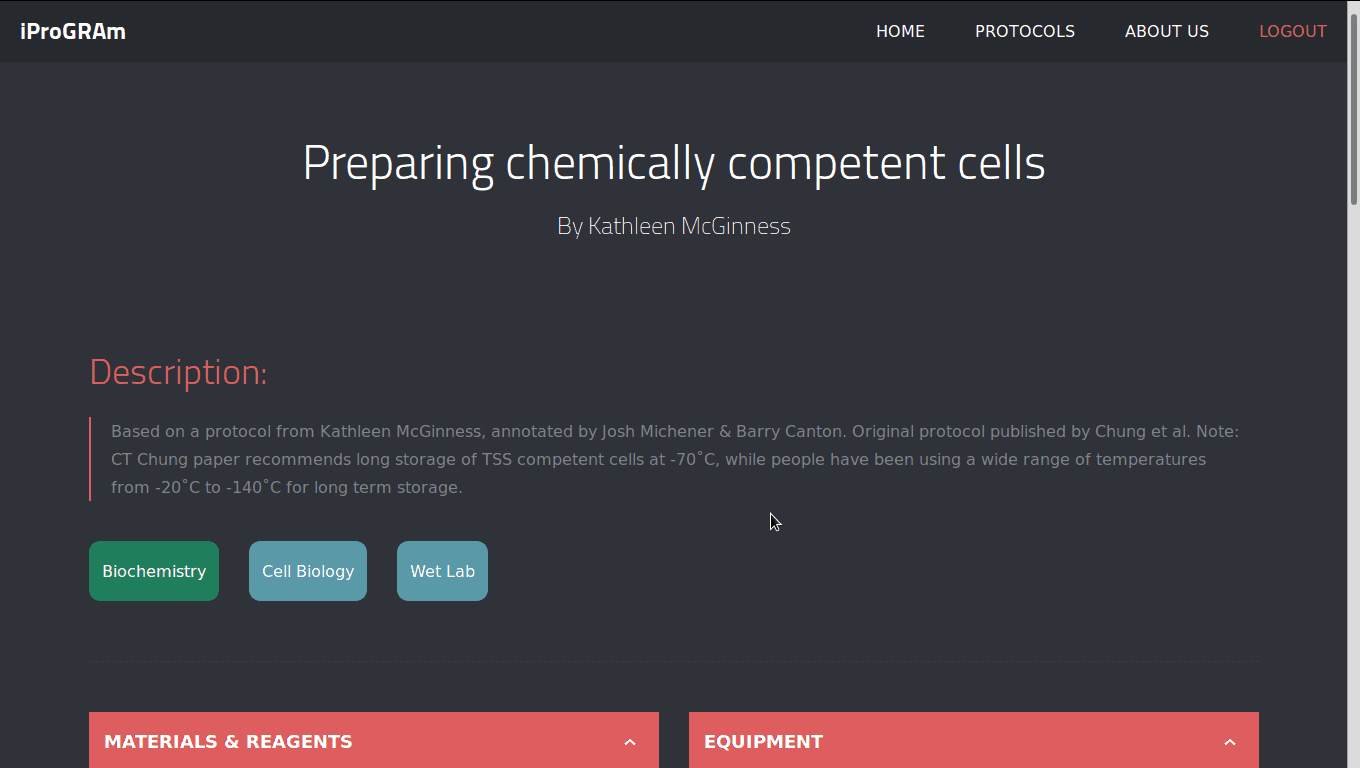 iProGRAm HOME PROTOCOLS ABOUT US LOGOUT
Preparing chemically competent cells
By Kathleen McGinness
Description:
Based on a protocol from Kathleen McGinness, annotated by Josh Michener & Barry Canton. Original protocol published by Chung et al. Note:
CT Chung paper recommends long storage of TSS competent cells at -70˚C, while people have been using a wide range of temperatures
from -20˚C to -140˚C for long term storage.
Biochemistry Cell Biology Wet Lab
MATERIALS & REAGENTS EQUIPMENT